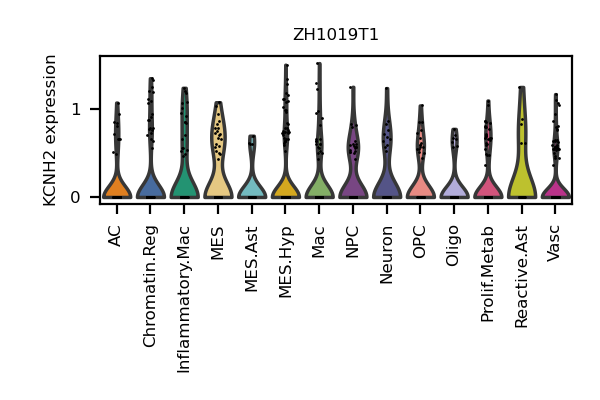 ZH1019T1
KCNH2 expression
1
0
AC
Chromatin.Reg
Inflammatory.Mac
MES
MES.Ast
MES.Hyp
Mac
NPC
Neuron
OPC
Oligo
Prolif.Metab
Reactive.Ast
Vasc